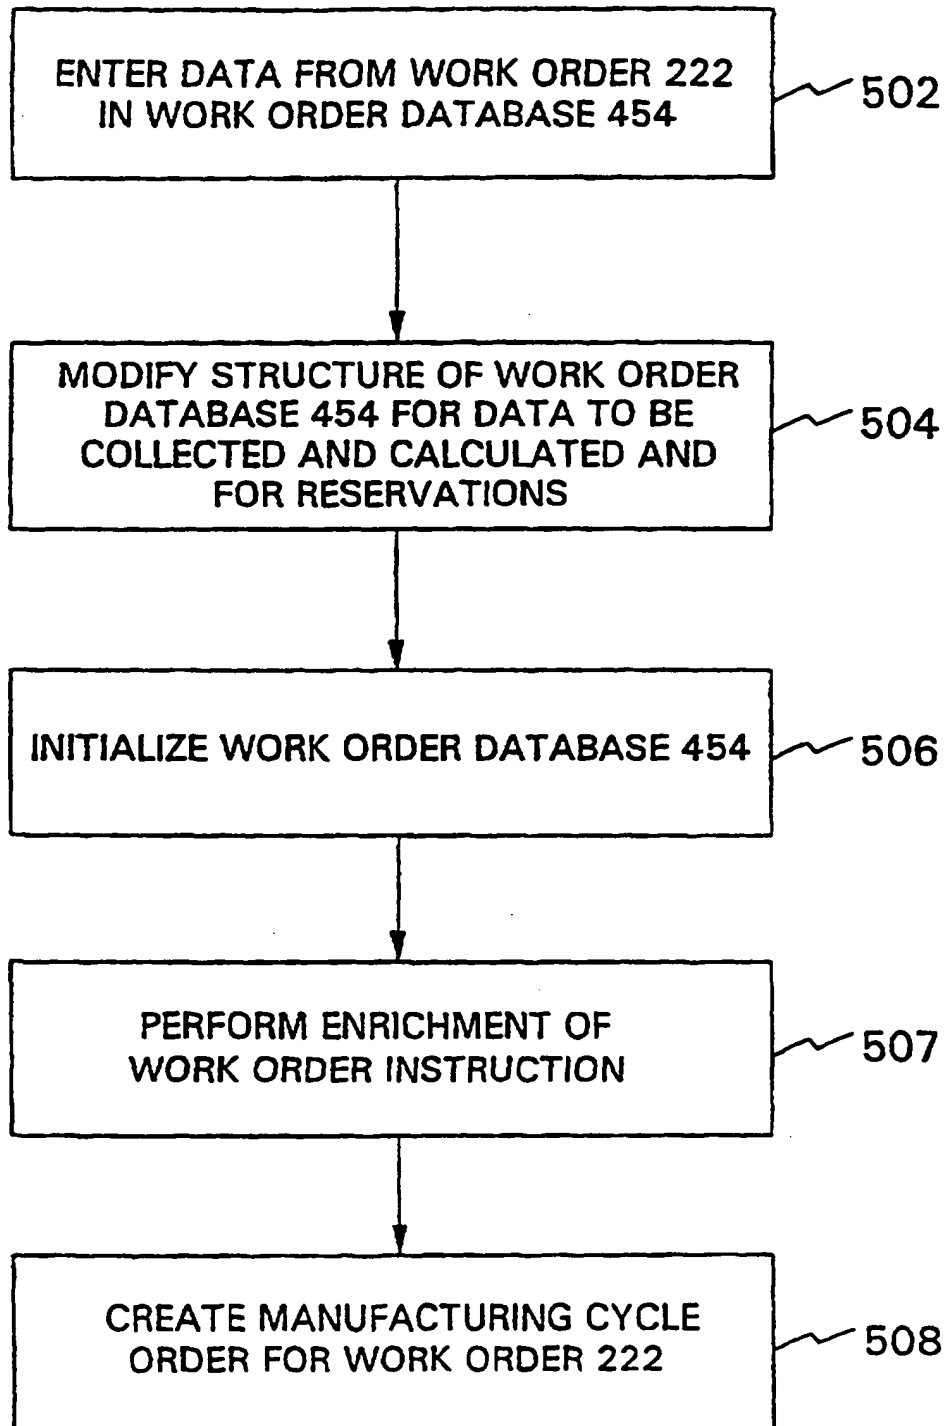 ENTER DATA FROM WORK ORDER 222
IN WORK ORDER DATABASE 454
502
MODIFY STRUCTURE OF WORK ORDER
DATABASE 454 FOR DATA TO BE
COLLECTED AND CALCULATED AND
FOR RESERVATIONS
504
INITIALIZE WORK ORDER DATABASE 454
506
PERFORM ENRICHMENT OF
WORK ORDER INSTRUCTION
507
CREATE MANUFACTURING CYCLE
ORDER FOR WORK ORDER 222
508